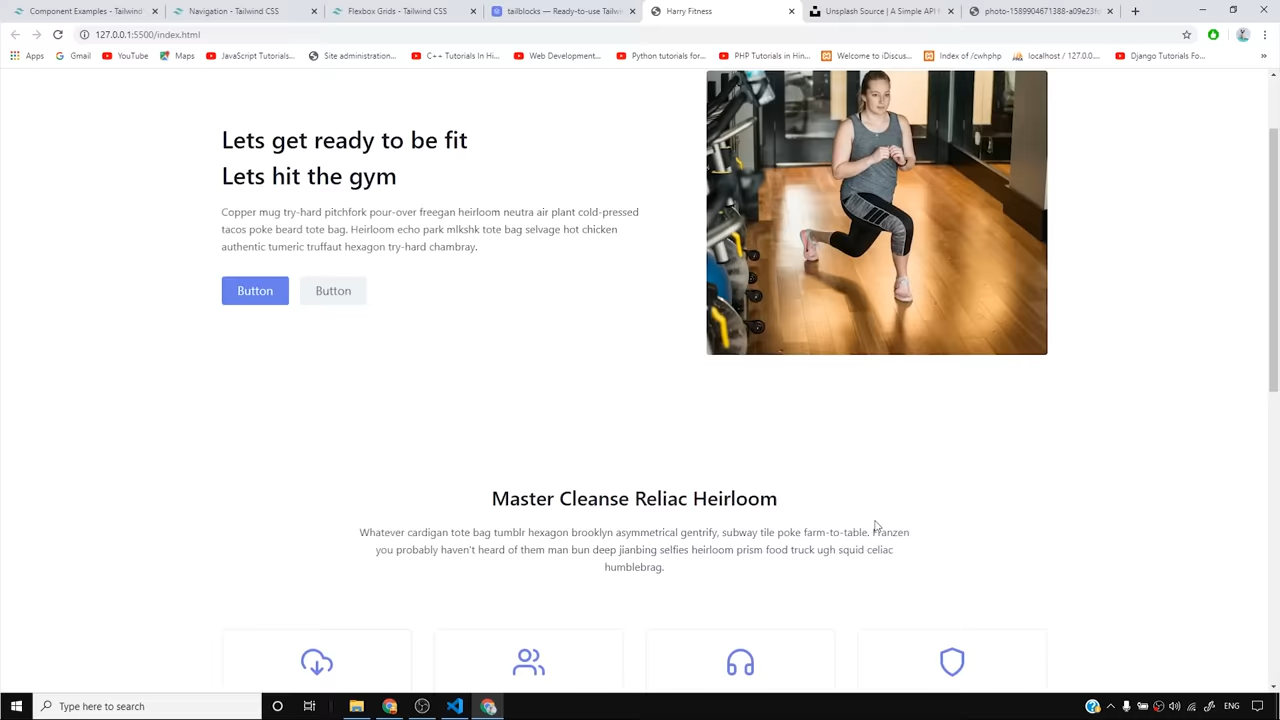 Component Examples - Tailwind
Navigation - Tailwind CSS
Flexbox Grids - Tailwind CSS
tailblocks — Ready-to-use Tailwi
Harry Fitness
Unsplash Source | A Simple API f
photo-1589904671388-a09e23f
127.0.0.1:5500/index.html
Apps
Gmail
YouTube
Maps
JavaScript Tutorials...
Site administration...
C++ Tutorials In Hi...
Web Development...
Python tutorials for...
PHP Tutorials in Hin...
Welcome to iDiscus...
Index of /cwhphp
localhost / 127.0.0....
Django Tutorials Fo...
»
Lets get ready to be fit
Lets hit the gym
Copper mug try-hard pitchfork pour-over freegan heirloom neutra air plant cold-pressed
tacos poke beard tote bag. Heirloom echo park mlkshk tote bag selvage hot chicken
authentic tumeric truffaut hexagon try-hard chambray.
Button
Button
Master Cleanse Reliac Heirloom
Whatever cardigan tote bag tumblr hexagon brooklyn asymmetrical gentrify, subway tile poke farm-to-table. Franzen
you probably haven't heard of them man bun deep jianbing selfies heirloom prism food truck ugh squid celiac
humblebrag.
Type here to search
ENG